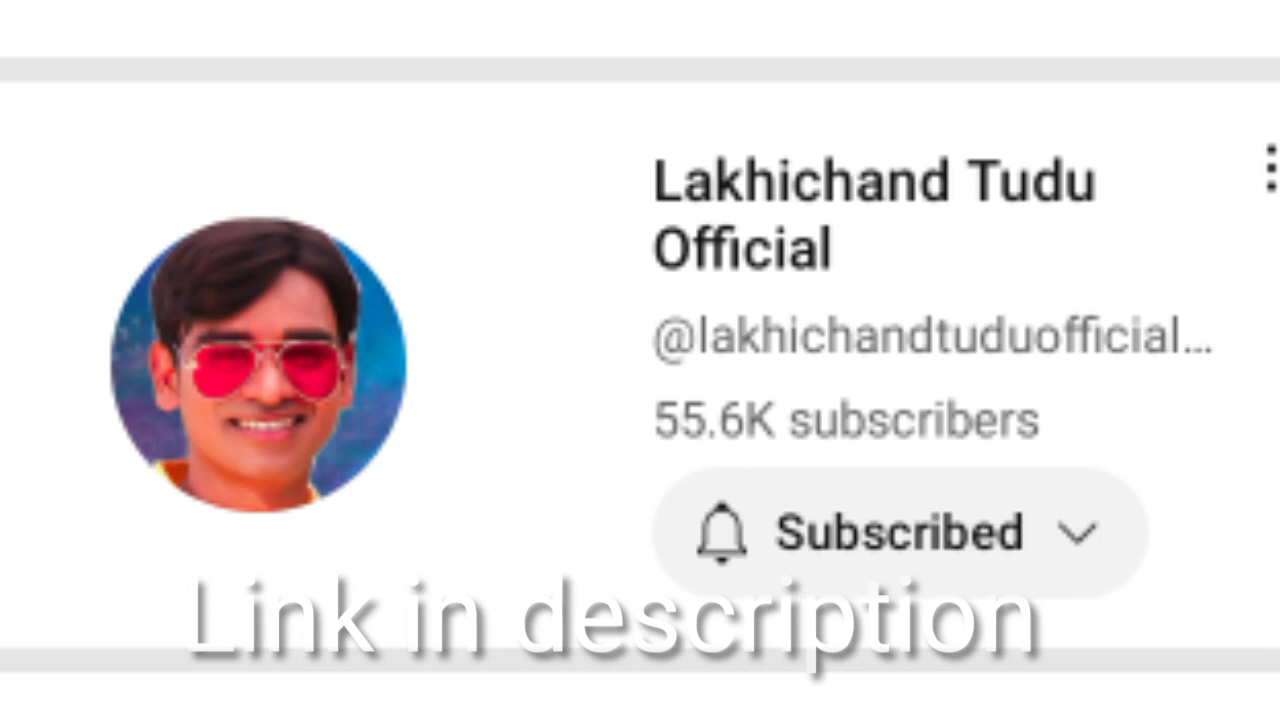 Lakhichand Tudu
Official
@lakhichandtuduofficial...
55.6K subscribers
Subscribed
Link in description